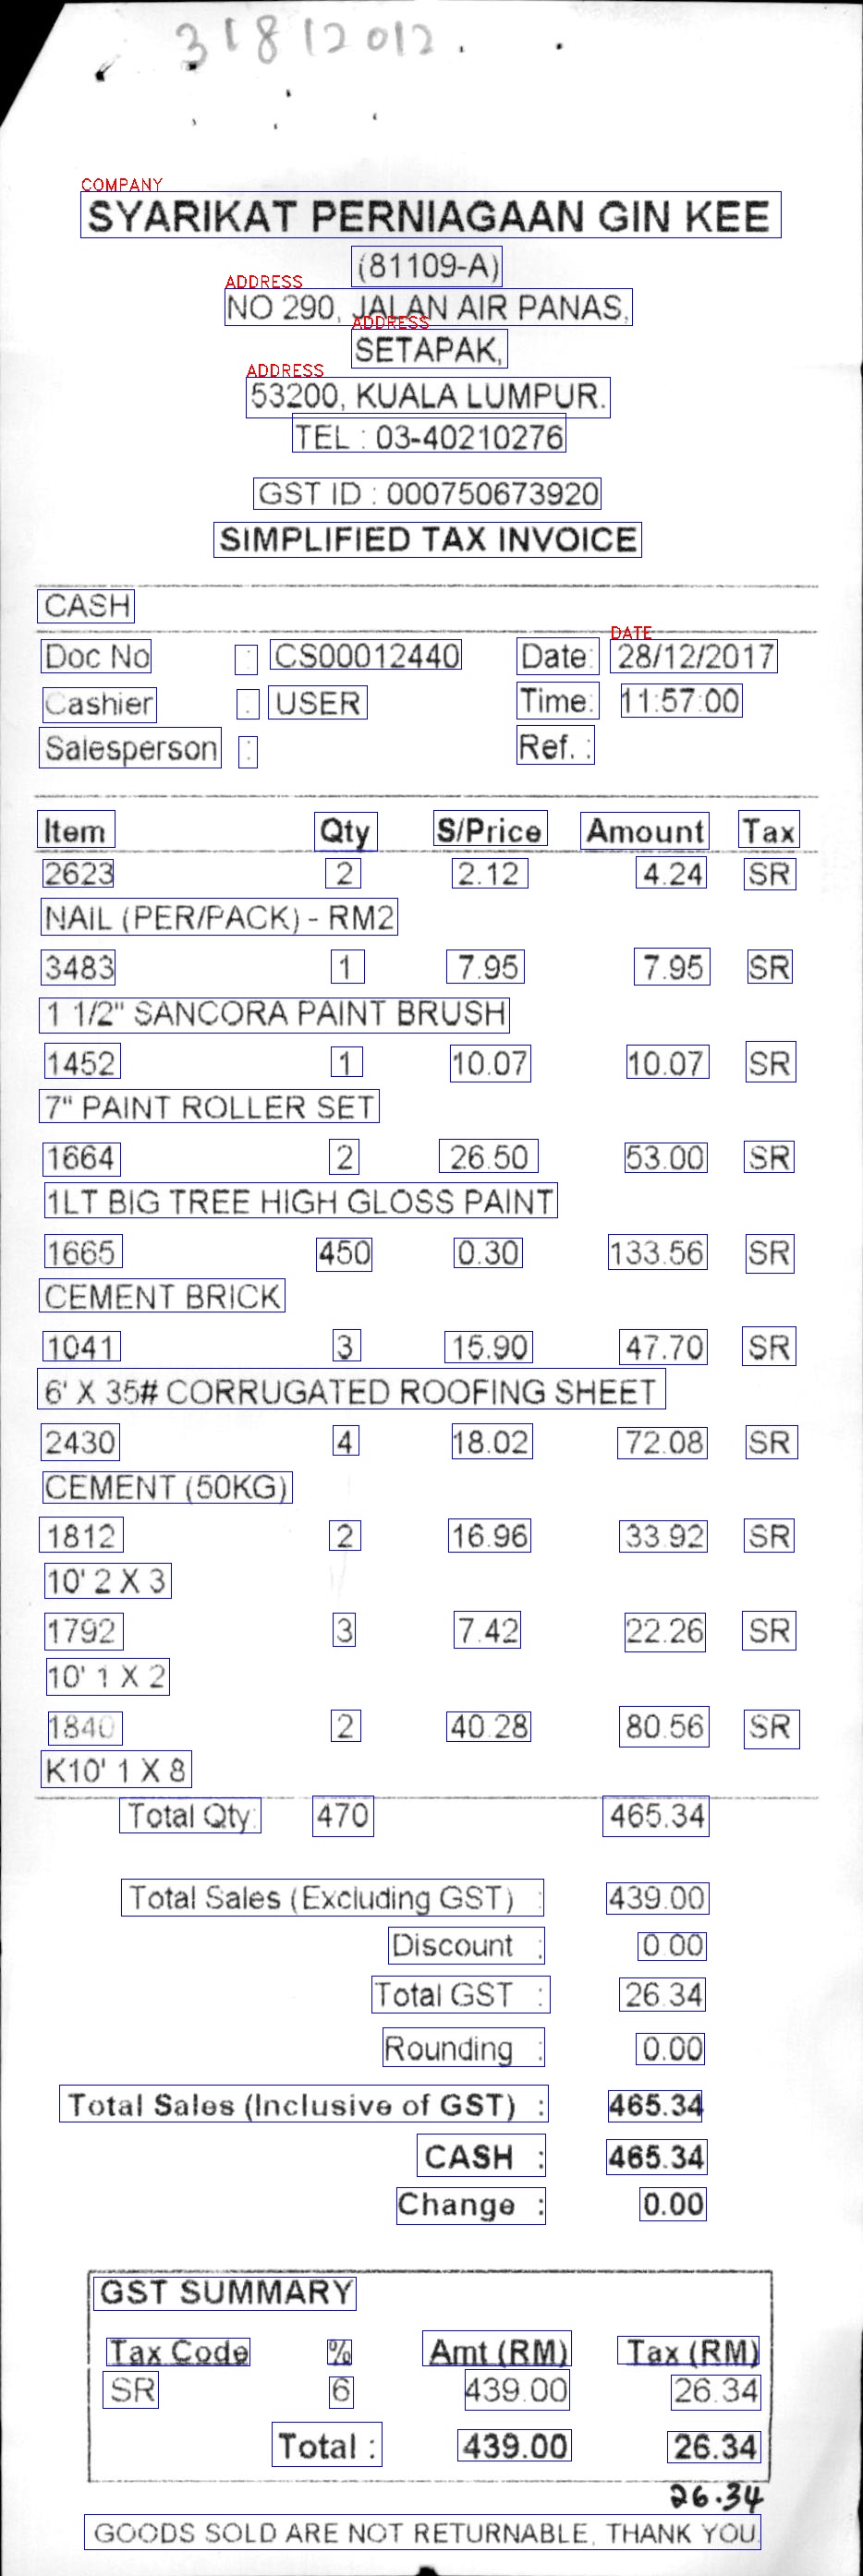 31812012.
COMPANY
SYARIKAT PERNIAGAAN GIN KEE
(81109-A)
ADDRESS
NO 290, JALAN AIR PANAS,
ADDRESS
SETAPAK,
ADDRESS
53200, KUALA LUMPUR.
TEL : 03-40210276
GST ID : 000750673920
SIMPLIFIED TAX INVOICE
CASH
DATE
Doc No : CS00012440 Date: 28/12/2017
Cashier : USER Time: 11:57:00
Salesperson : Ref. :
Item Qty S/Price Amount Tax
2623 2 2.12 4.24 SR
NAIL (PER/PACK) - RM2
3483 1 7.95 7.95 SR
1 1/2" SANCORA PAINT BRUSH
1452 1 10.07 10.07 SR
7" PAINT ROLLER SET
1664 2 26.50 53.00 SR
1LT BIG TREE HIGH GLOSS PAINT
1665 450 0.30 133.56 SR
CEMENT BRICK
1041 3 15.90 47.70 SR
6' X 35# CORRUGATED ROOFING SHEET
2430 4 18.02 72.08 SR
CEMENT (50KG)
1812 2 16.96 33.92 SR
10' 2 X 3
1792 3 7.42 22.26 SR
10' 1 X 2
1840 2 40.28 80.56 SR
K10' 1 X 8
Total Qty: 470 465.34
Total Sales (Excluding GST) : 439.00
Discount : 0.00
Total GST : 26.34
Rounding : 0.00
Total Sales (Inclusive of GST) : 465.34
CASH : 465.34
Change : 0.00
GST SUMMARY
Tax Code % Amt (RM) Tax (RM)
SR 6 439.00 26.34
Total : 439.00 26.34
26.34
GOODS SOLD ARE NOT RETURNABLE, THANK YOU.